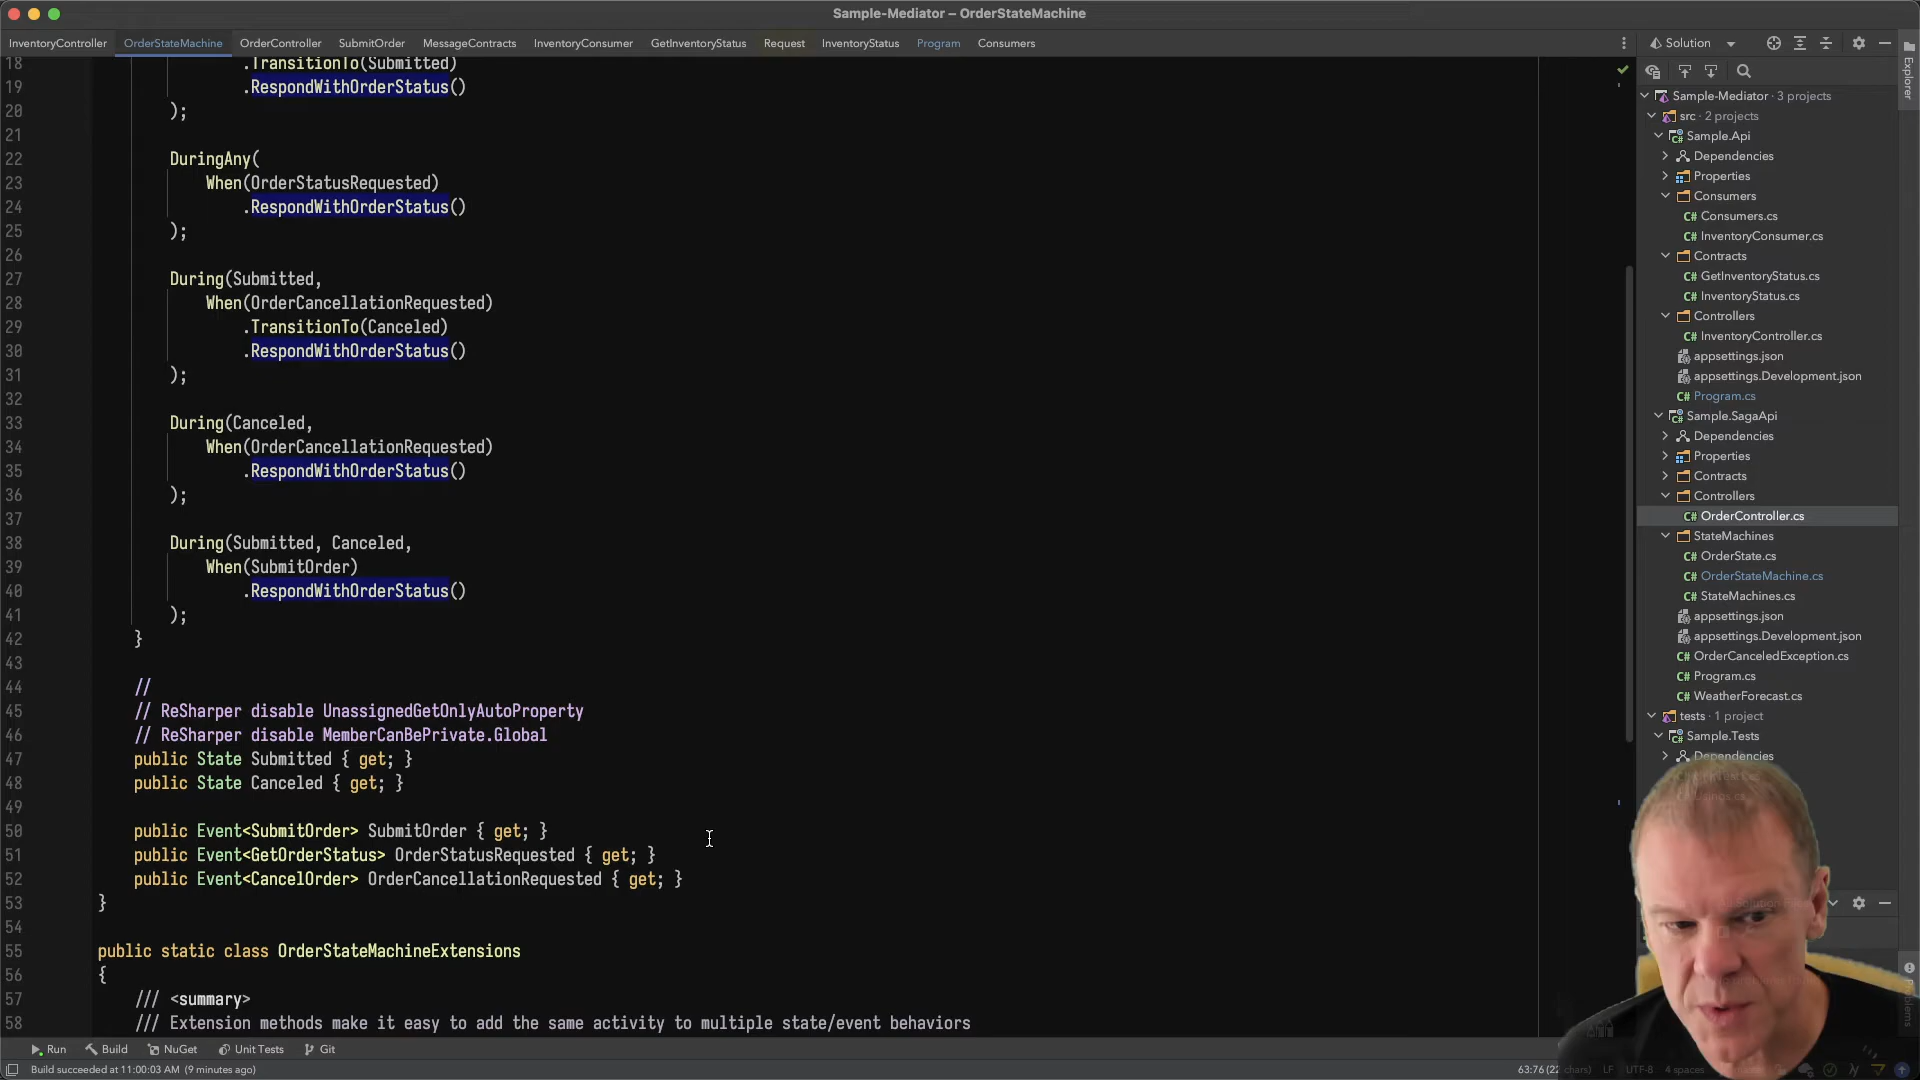 Sample-Mediator – OrderStateMachine
InventoryController OrderStateMachine OrderController SubmitOrder MessageContracts InventoryConsumer GetInventoryStatus Request InventoryStatus Program Consumers
Solution
Explorer
18 .TransitionTo(Submitted)
19 .RespondWithOrderStatus()
20 );
21
22 DuringAny(
23 When(OrderStatusRequested)
24 .RespondWithOrderStatus()
25 );
26
27 During(Submitted,
28 When(OrderCancellationRequested)
29 .TransitionTo(Canceled)
30 .RespondWithOrderStatus()
31 );
32
33 During(Canceled,
34 When(OrderCancellationRequested)
35 .RespondWithOrderStatus()
36 );
37
38 During(Submitted, Canceled,
39 When(SubmitOrder)
40 .RespondWithOrderStatus()
41 );
42 }
43
44 //
45 // ReSharper disable UnassignedGetOnlyAutoProperty
46 // ReSharper disable MemberCanBePrivate.Global
47 public State Submitted { get; }
48 public State Canceled { get; }
49
50 public Event<SubmitOrder> SubmitOrder { get; }
51 public Event<GetOrderStatus> OrderStatusRequested { get; }
52 public Event<CancelOrder> OrderCancellationRequested { get; }
53 }
54
55 public static class OrderStateMachineExtensions
56 {
57 /// <summary>
58 /// Extension methods make it easy to add the same activity to multiple state/event behaviors
Sample-Mediator · 3 projects
src · 2 projects
Sample.Api
Dependencies
Properties
Consumers
C# Consumers.cs
C# InventoryConsumer.cs
Contracts
C# GetInventoryStatus.cs
C# InventoryStatus.cs
Controllers
C# InventoryController.cs
appsettings.json
appsettings.Development.json
C# Program.cs
Sample.SagaApi
Dependencies
Properties
Contracts
Controllers
C# OrderController.cs
StateMachines
C# OrderState.cs
C# OrderStateMachine.cs
C# StateMachines.cs
appsettings.json
appsettings.Development.json
C# OrderCanceledException.cs
C# Program.cs
C# WeatherForecast.cs
tests · 1 project
Sample.Tests
Dependencies
Problems
Run Build NuGet Unit Tests Git
Build succeeded at 11:00:03 AM (9 minutes ago)
63:76 (22 chars) LF UTF-8 4 spaces